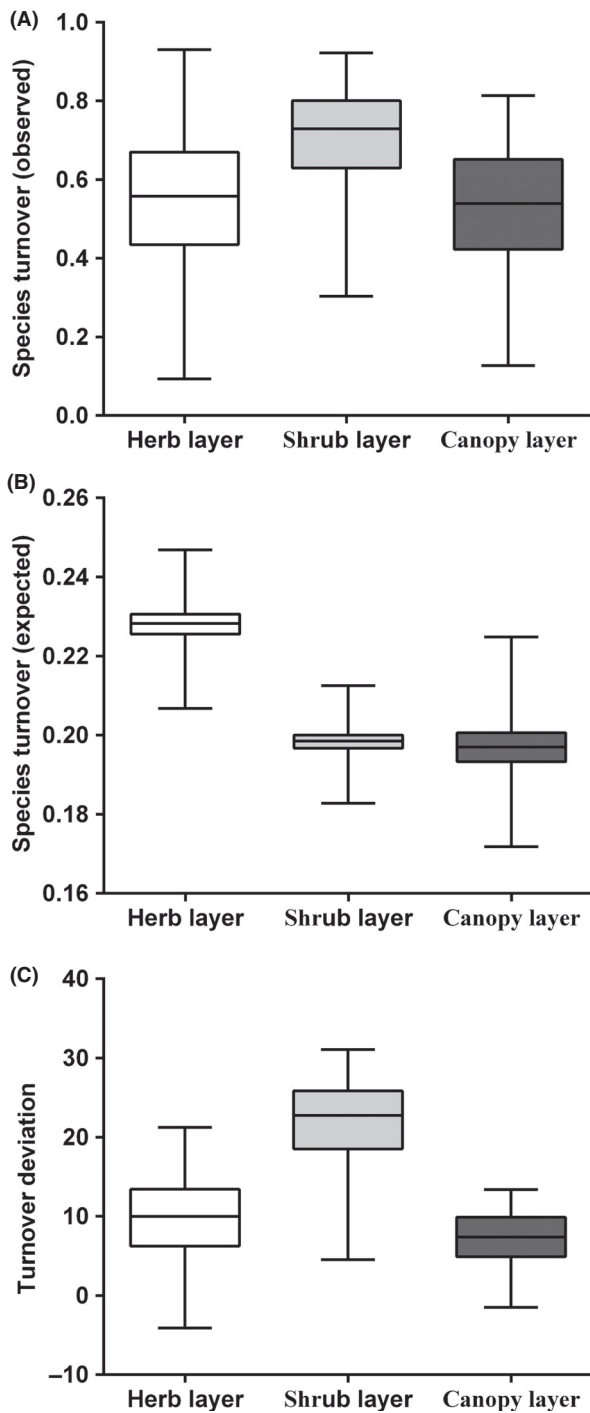 (A)
Species turnover (observed)
1.0
0.8
0.6
0.4
0.2
0.0
Herb layer Shrub layer Canopy layer
(B)
Species turnover (expected)
0.26
0.24
0.22
0.20
0.18
0.16
Herb layer Shrub layer Canopy layer
(C)
Turnover deviation
40
30
20
10
0
–10
Herb layer Shrub layer Canopy layer